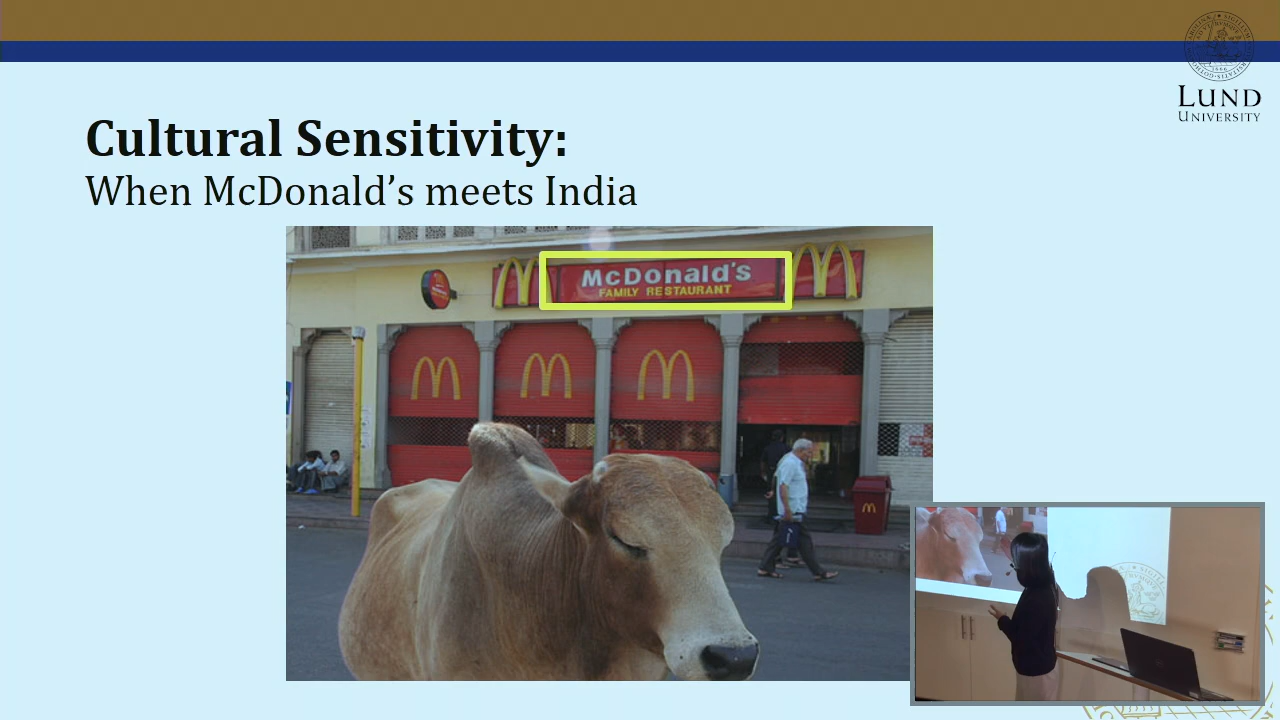 LUND
UNIVERSITY
Cultural Sensitivity:
When McDonald's meets India
McDonald's
FAMILY RESTAURANT